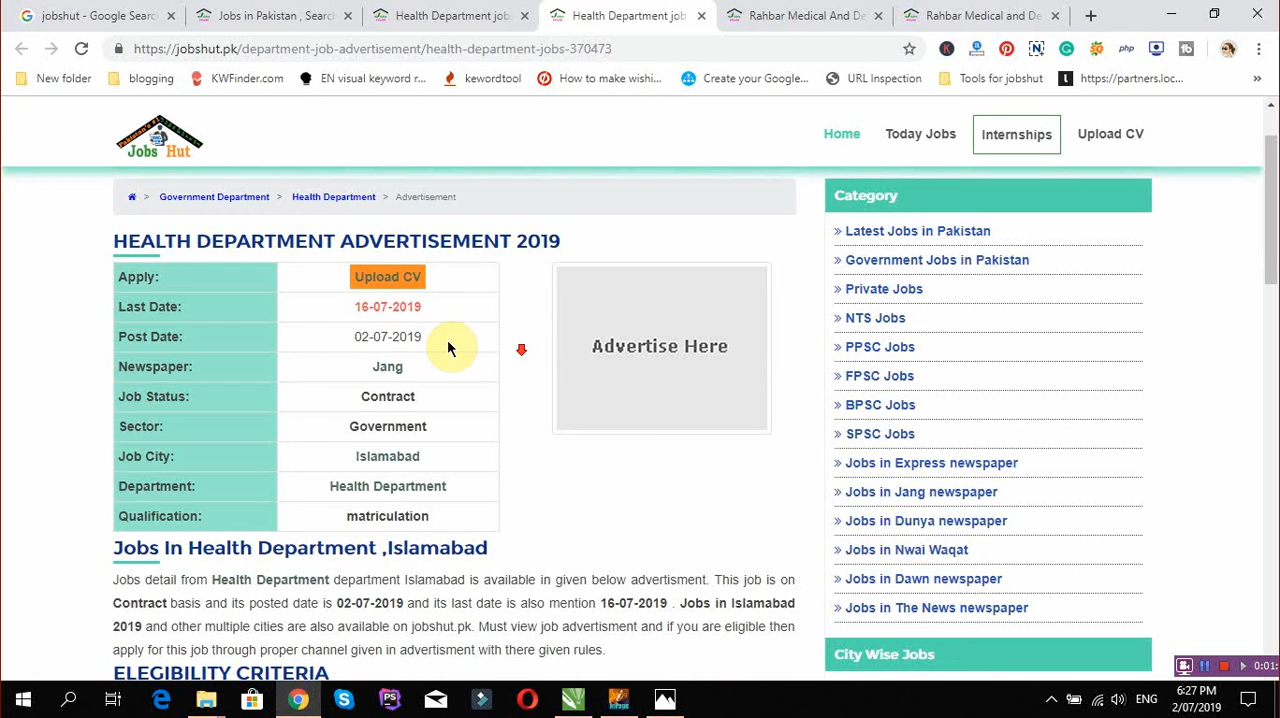 jobshut - Google Searc
Jobs in Pakistan , Search
Health Department job
Health Department job
Rahbar Medical And De
Rahbar Medical and De
https://jobshut.pk/department-job-advertisement/health-department-jobs-370473
New folder
blogging
KWFinder.com
EN visual keyword r...
kewordtool
How to make wishi...
Create your Google...
URL Inspection
Tools for jobshut
https://partners.loc...
Jobs Hut
Home
Today Jobs
Internships
Upload CV
Government Department > Health Department > Advertisement
HEALTH DEPARTMENT ADVERTISEMENT 2019
Apply: Upload CV
Last Date: 16-07-2019
Post Date: 02-07-2019
Newspaper: Jang
Job Status: Contract
Sector: Government
Job City: Islamabad
Department: Health Department
Qualification: matriculation
Advertise Here
Jobs In Health Department ,Islamabad
Jobs detail from Health Department department Islamabad is available in given below advertisment. This job is on
Contract basis and its posted date is 02-07-2019 and its last date is also mention 16-07-2019 . Jobs in Islamabad
2019 and other multiple cities are also available on jobshut.pk. Must view job advertisment and if you are eligible then
apply for this job through proper channel given in advertisment with there given rules.
ELEGIBILITY CRITERIA
Category
» Latest Jobs in Pakistan
» Government Jobs in Pakistan
» Private Jobs
» NTS Jobs
» PPSC Jobs
» FPSC Jobs
» BPSC Jobs
» SPSC Jobs
» Jobs in Express newspaper
» Jobs in Jang newspaper
» Jobs in Dunya newspaper
» Jobs in Nwai Waqat
» Jobs in Dawn newspaper
» Jobs in The News newspaper
City Wise Jobs
0:01:
ENG
6:27 PM
2/07/2019